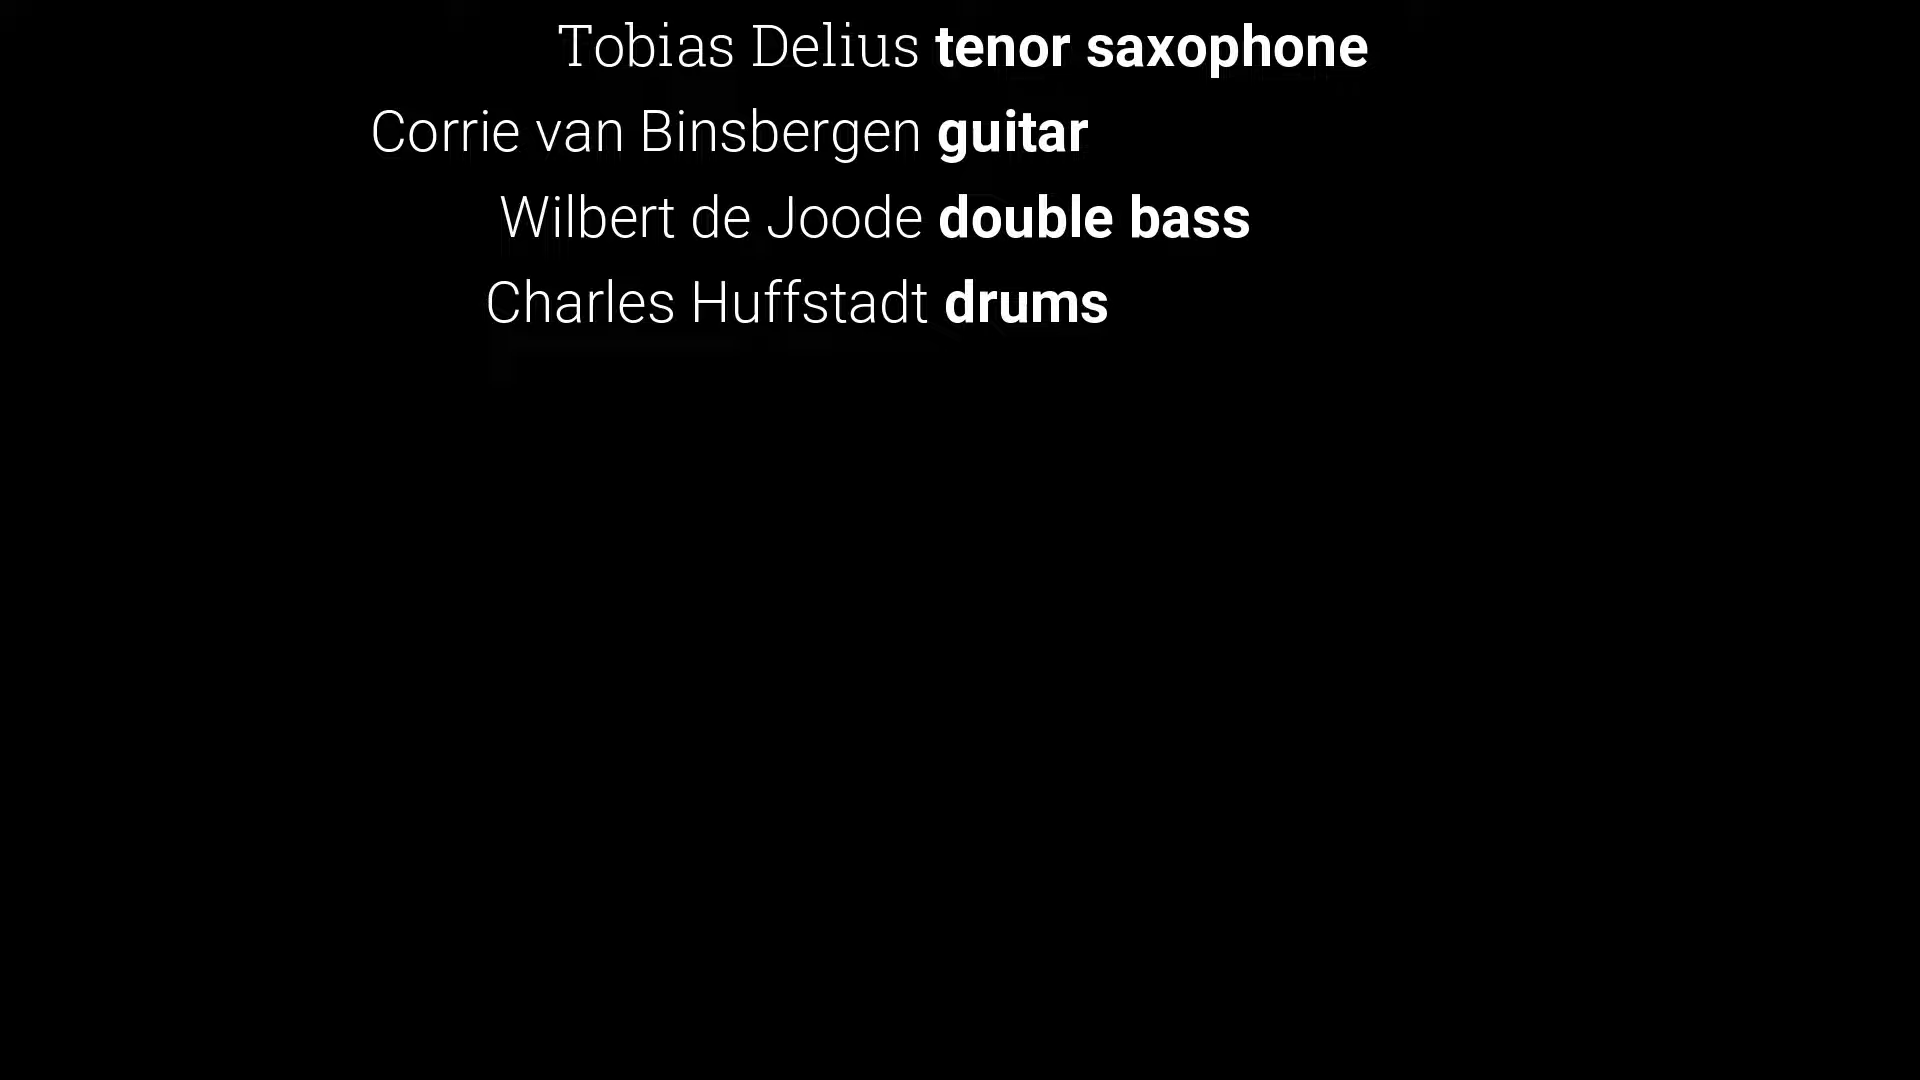 Tobias Delius tenor saxophone
Corrie van Binsbergen guitar
Wilbert de Joode double bass
Charles Huffstadt drums